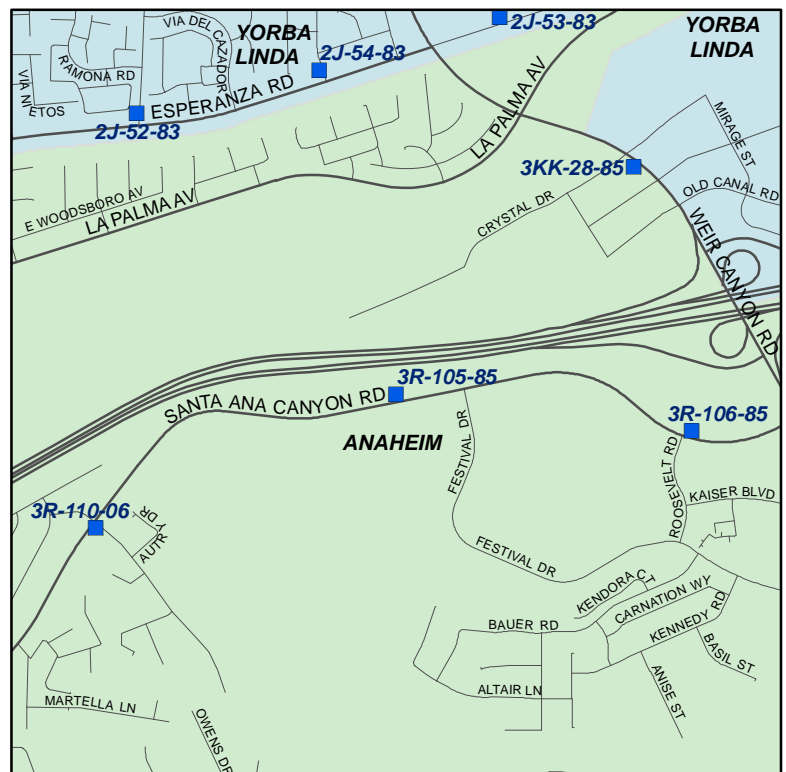 VIA DEL CAZADOR
YORBA
LINDA
2J-53-83
YORBA
LINDA
2J-54-83
RAMONA RD
VIA NIETOS
ESPERANZA RD
2J-52-83
LA PALMA AV
MIRAGE ST
3KK-28-85
OLD CANAL RD
E WOODSBORO AV
LA PALMA AV
CRYSTAL DR
WEIR CANYON RD
3R-105-85
SANTA ANA CANYON RD
3R-106-85
ANAHEIM
FESTIVAL DR
ROOSEVELT RD
KAISER BLVD
3R-110-06
AUTR
Y DR
FESTIVAL DR
KENDORA C
T
CARNATION WY
BAUER RD
KENNEDY RD
BASIL ST
ALTAIR LN
ANISE ST
MARTELLA LN
OWENS DR